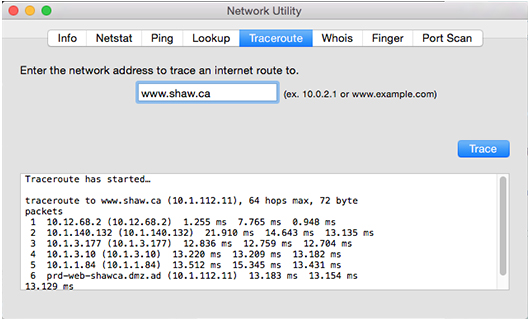 Network Utility
Info Netstat Ping Lookup Traceroute Whois Finger Port Scan
Enter the network address to trace an internet route to.
www.shaw.ca (ex. 10.0.2.1 or www.example.com)
Trace
Traceroute has started…
traceroute to www.shaw.ca (10.1.112.11), 64 hops max, 72 byte
packets
1 10.12.68.2 (10.12.68.2) 1.255 ms 7.765 ms 0.948 ms
2 10.1.140.132 (10.1.140.132) 21.910 ms 14.643 ms 13.135 ms
3 10.1.3.177 (10.1.3.177) 12.836 ms 12.759 ms 12.704 ms
4 10.1.3.10 (10.1.3.10) 13.220 ms 13.209 ms 13.182 ms
5 10.1.1.84 (10.1.1.84) 13.512 ms 15.345 ms 13.431 ms
6 prd-web-shawca.dmz.ad (10.1.112.11) 13.183 ms 13.154 ms
13.129 ms